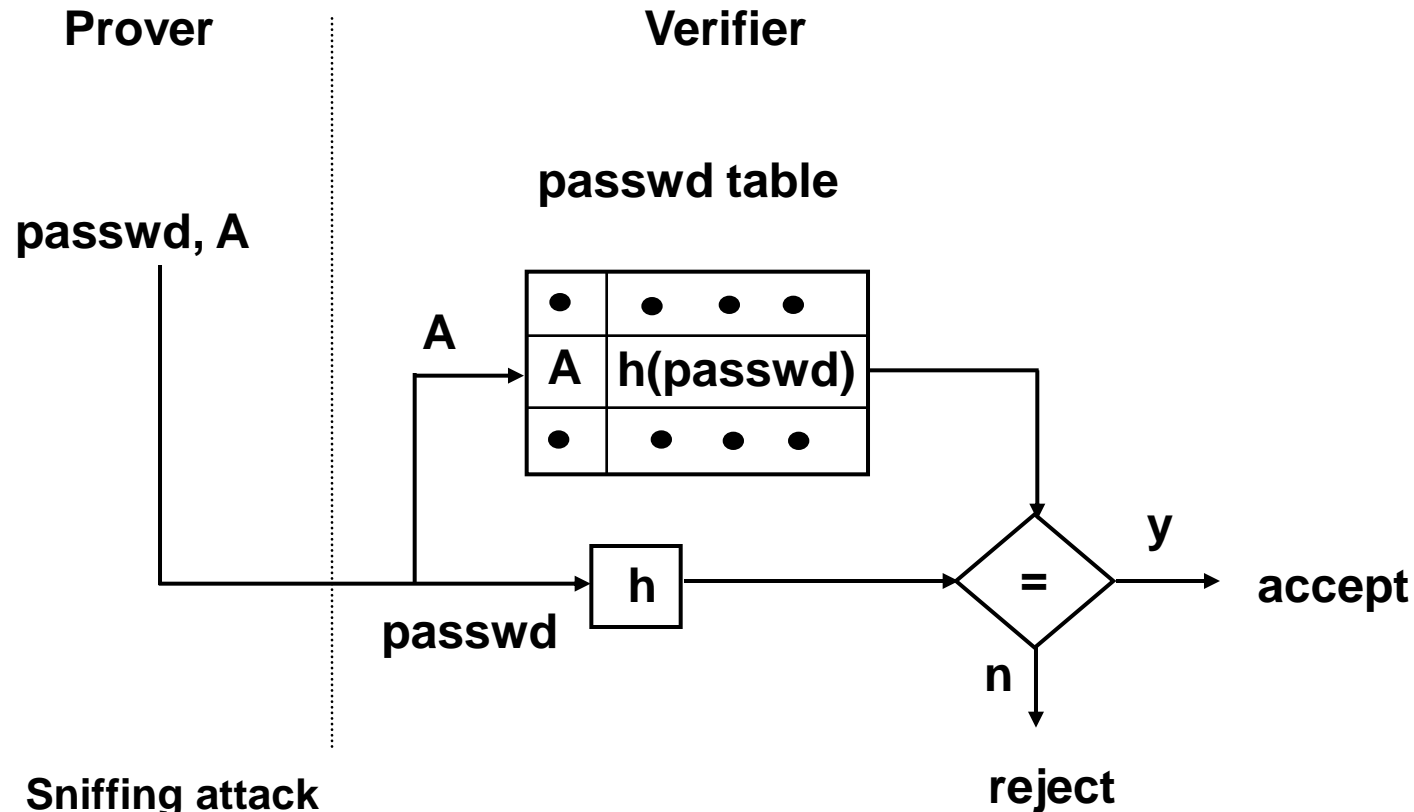 Prover
Verifier
passwd table
passwd, A
A
A h(passwd)
h
=
y
accept
passwd
n
reject
Sniffing attack